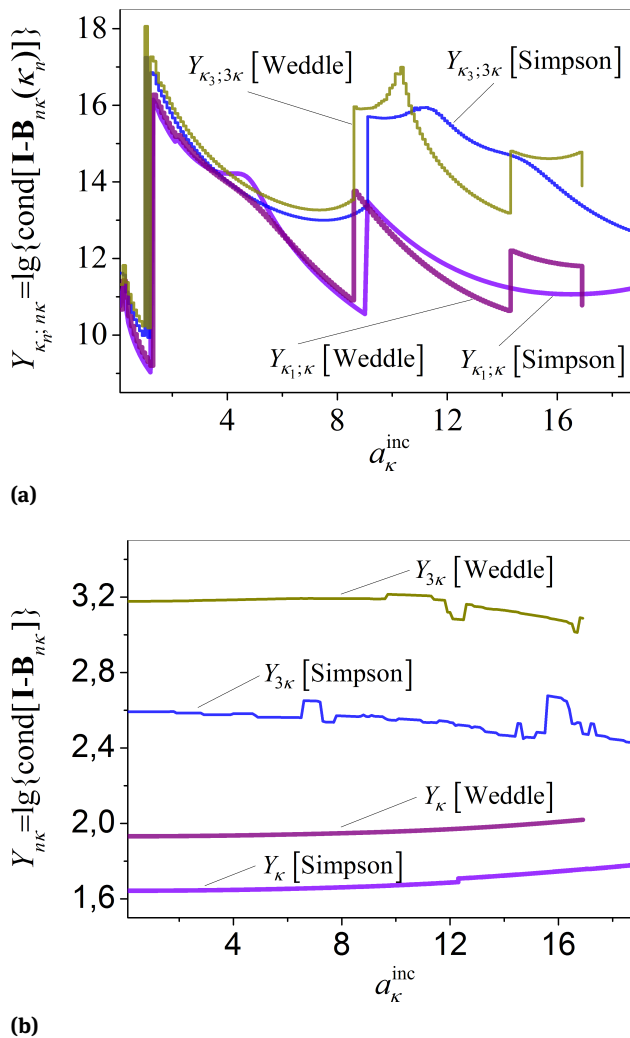 18
16
14
12
11
10
Y_{κ_n; nκ}=lg{cond[I-B_{nκ}(κ_n)]}
Y_{κ_3;3κ} [Weddle]
Y_{κ_3;3κ} [Simpson]
Y_{κ_1;κ} [Weddle]
Y_{κ_1;κ} [Simpson]
4 8 12 16
a_κ^{inc}
(a)
3,2
2,8
2,4
2,0
1,6
Y_{nκ}=lg{cond[I-B_{nκ}]}
Y_{3κ} [Weddle]
Y_{3κ} [Simpson]
Y_κ [Weddle]
Y_κ [Simpson]
4 8 12 16
a_κ^{inc}
(b)